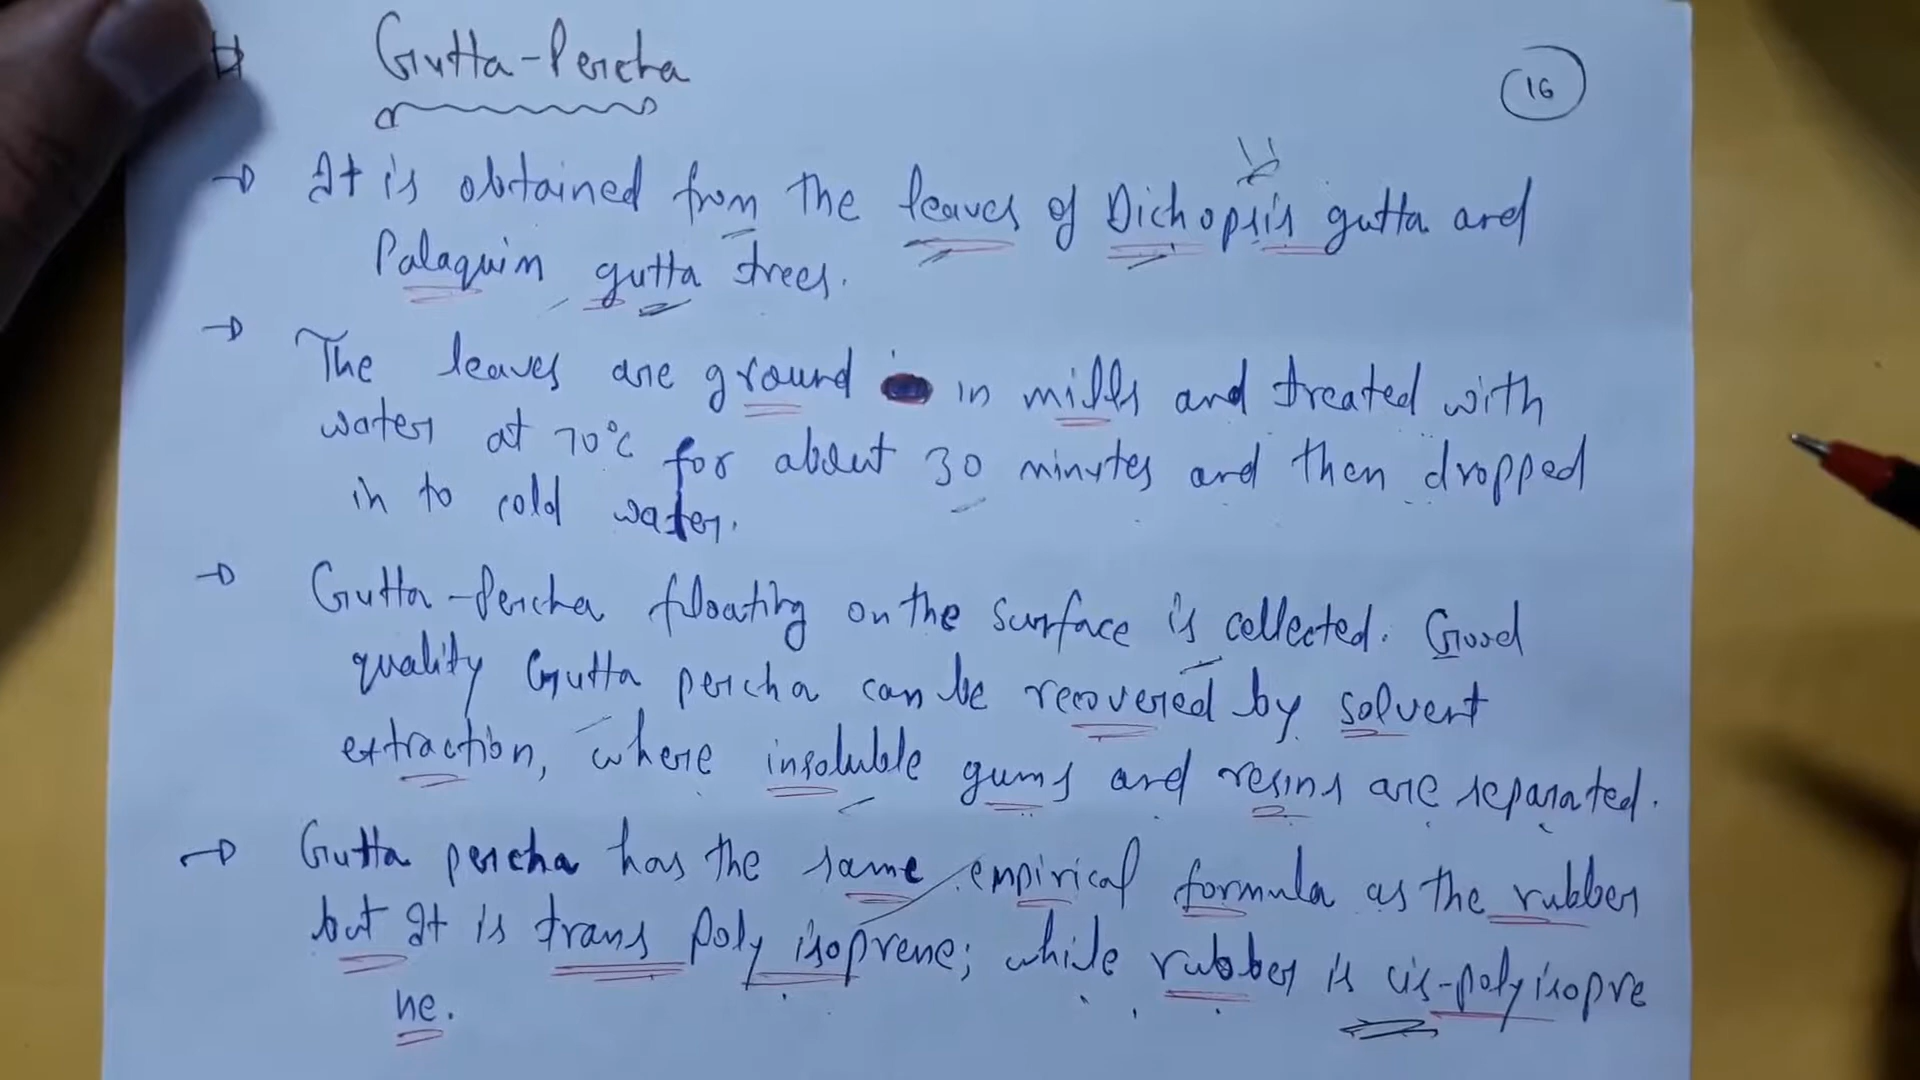 Gutta-Percha
16
→ It is obtained from the leaves of Dichopsis gutta and
Palaquim gutta trees.
→ The leaves are ground in mills and treated with
water at 70°C for about 30 minutes and then dropped
in to cold water.
→ Gutta-Percha floating on the surface is collected. Good
quality Gutta percha can be recovered by solvent
extraction, where insoluble gums and resins are separated.
→ Gutta percha has the same empirical formula as the rubber
but It is trans Poly isoprene; while rubber is cis-polyisopre
ne.